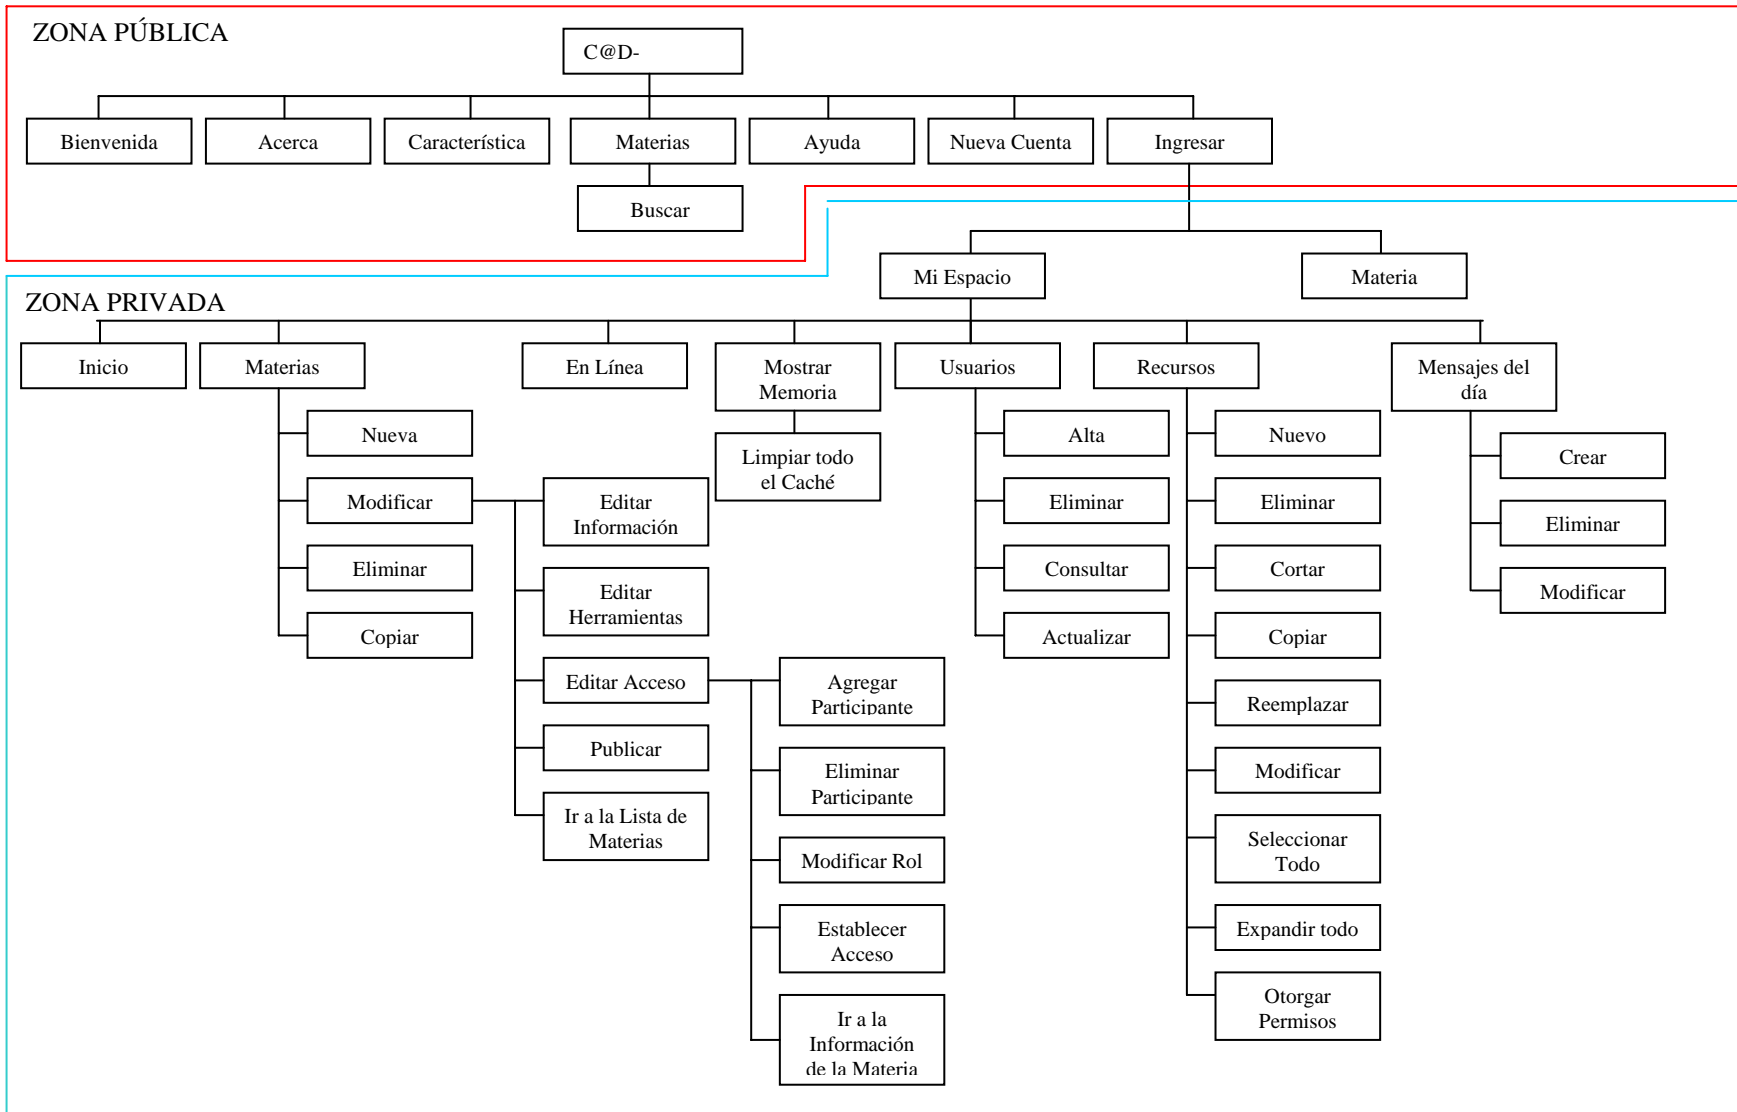 ZONA PÚBLICA
C@D-
Bienvenida
Acerca
Característica
Materias
Ayuda
Nueva Cuenta
Ingresar
Buscar
Mi Espacio
Materia
ZONA PRIVADA
Inicio
Materias
En Línea
Mostrar
Memoria
Usuarios
Recursos
Mensajes del
día
Nueva
Modificar
Eliminar
Copiar
Editar
Información
Editar
Herramientas
Editar Acceso
Publicar
Ir a la Lista de
Materias
Agregar
Participante
Eliminar
Participante
Modificar Rol
Establecer
Acceso
Ir a la
Información
de la Materia
Limpiar todo
el Caché
Alta
Eliminar
Consultar
Actualizar
Nuevo
Eliminar
Cortar
Copiar
Reemplazar
Modificar
Seleccionar
Todo
Expandir todo
Otorgar
Permisos
Crear
Eliminar
Modificar